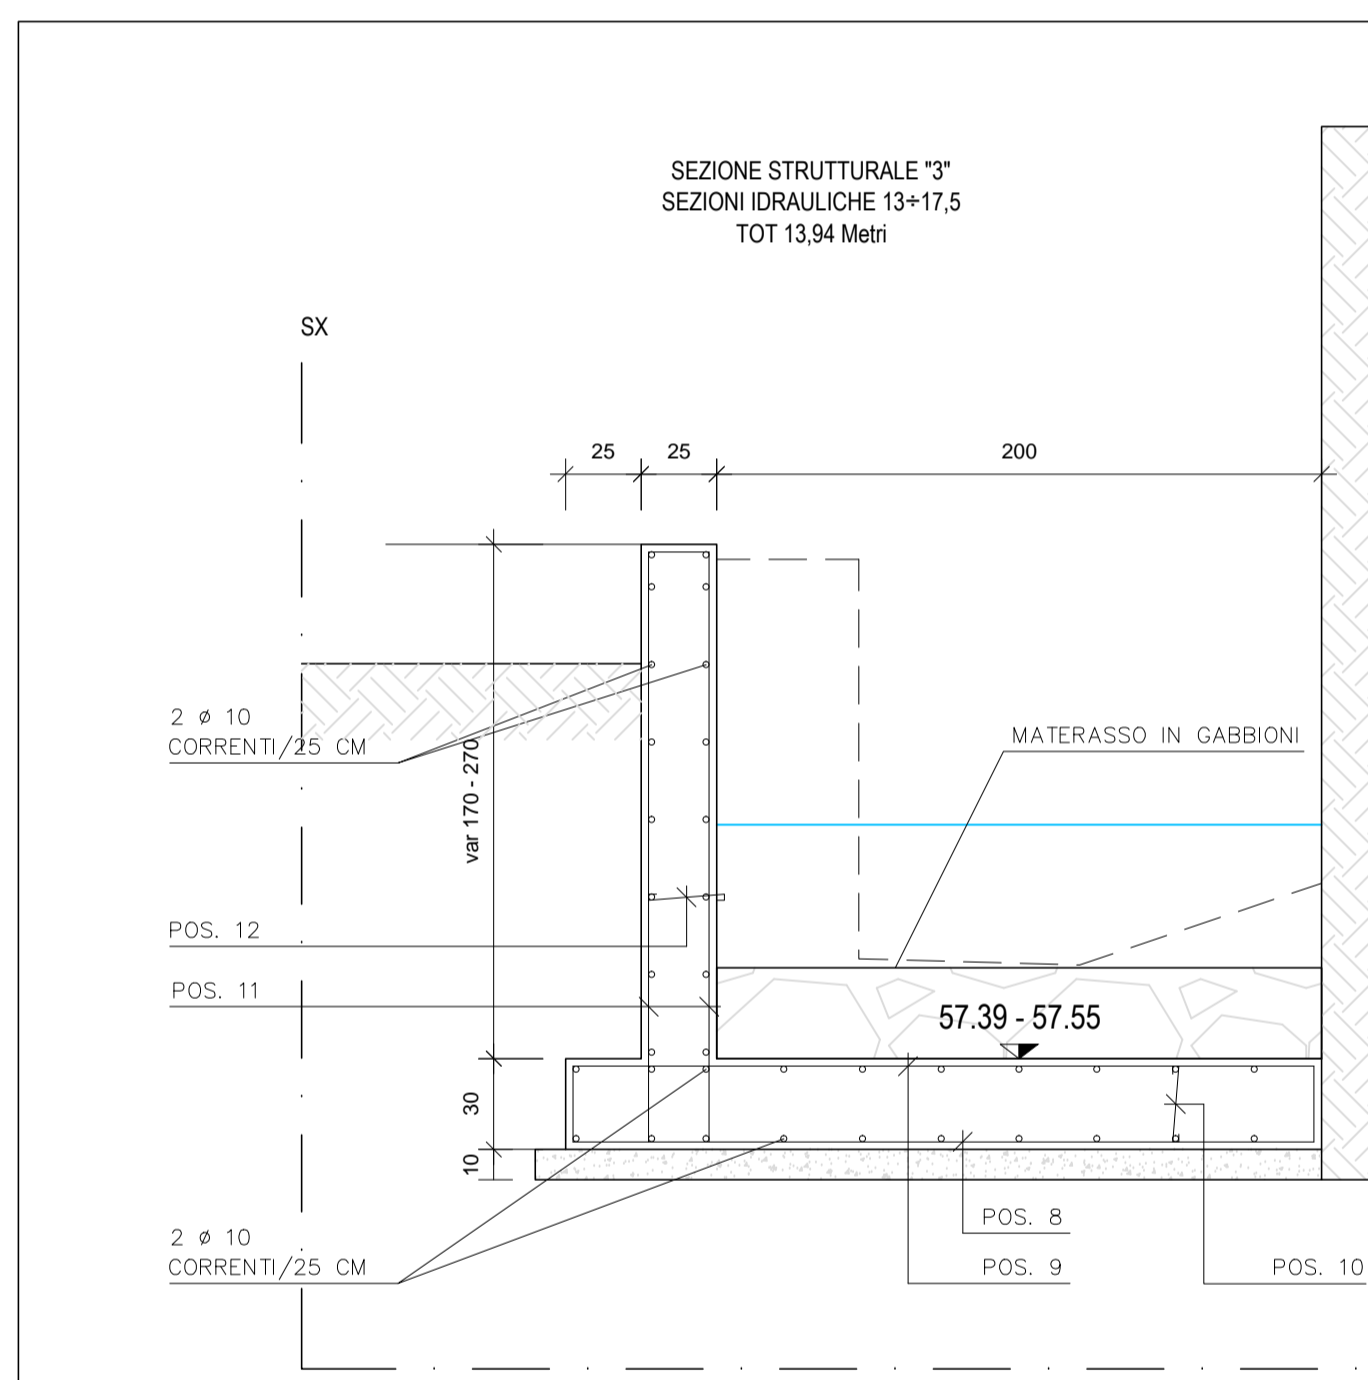 SEZIONE STRUTTURALE "3"
SEZIONI IDRAULICHE 13÷17,5
TOT 13,94 Metri
SX
25
25
200
2 ø 10
CORRENTI/25 CM
var 170 - 270
MATERASSO IN GABBIONI
POS. 12
POS. 11
57.39 - 57.55
30
10
POS. 8
2 ø 10
CORRENTI/25 CM
POS. 9
POS. 10